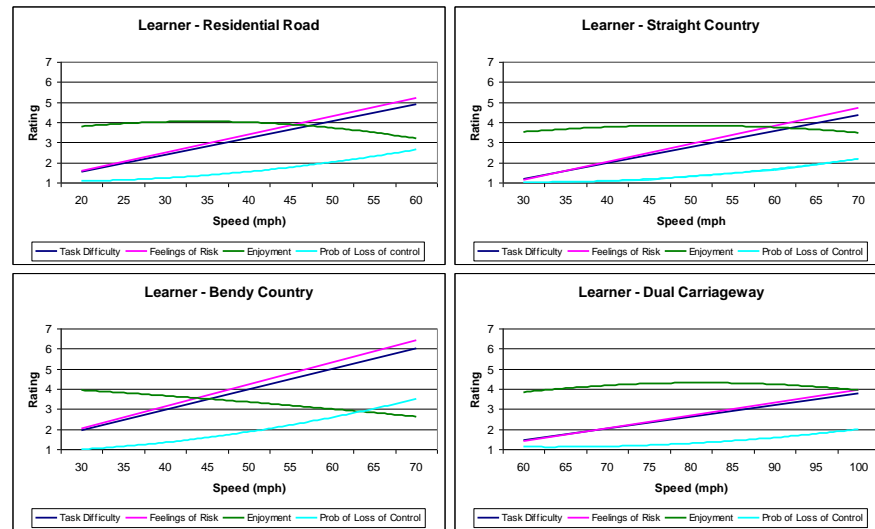 Learner - Residential Road
7
6
5
4
3
2
1
Rating
20 25 30 35 40 45 50 55 60
Speed (mph)
Task Difficulty Feelings of Risk Enjoyment Prob of Loss of control
Learner - Straight Country
7
6
5
4
3
2
1
Rating
30 35 40 45 50 55 60 65 70
Speed (mph)
Task Difficulty Feelings of Risk Enjoyment Prob of Loss of control
Learner - Bendy Country
7
6
5
4
3
2
1
Rating
30 35 40 45 50 55 60 65 70
Speed (mph)
Task Difficulty Feelings of Risk Enjoyment Prob of Loss of Control
Learner - Dual Carriageway
7
6
5
4
3
2
1
Rating
60 65 70 75 80 85 90 95 100
Speed (mph)
Task Difficulty Feelings of Risk Enjoyment Prob of Loss of Control